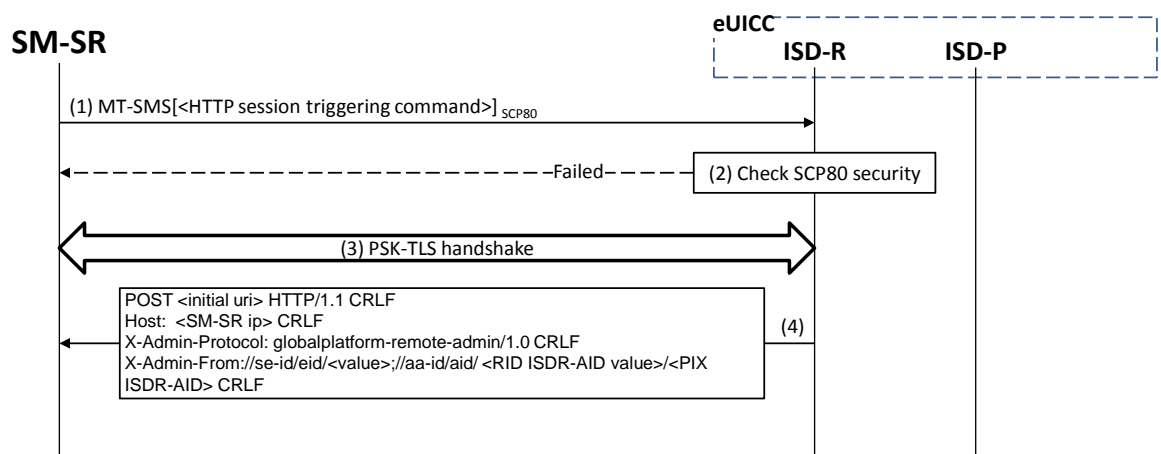 eUICC
SM-SR
ISD-R
ISD-P
(1) MT-SMS[<HTTP session triggering command>] SCP80
Failed
(2) Check SCP80 security
(3) PSK-TLS handshake
POST <initial uri> HTTP/1.1 CRLF
Host:  <SM-SR ip> CRLF
X-Admin-Protocol: globalplatform-remote-admin/1.0 CRLF
X-Admin-From://se-id/eid/<value>;//aa-id/aid/ <RID ISDR-AID value>/<PIX
ISDR-AID> CRLF
(4)